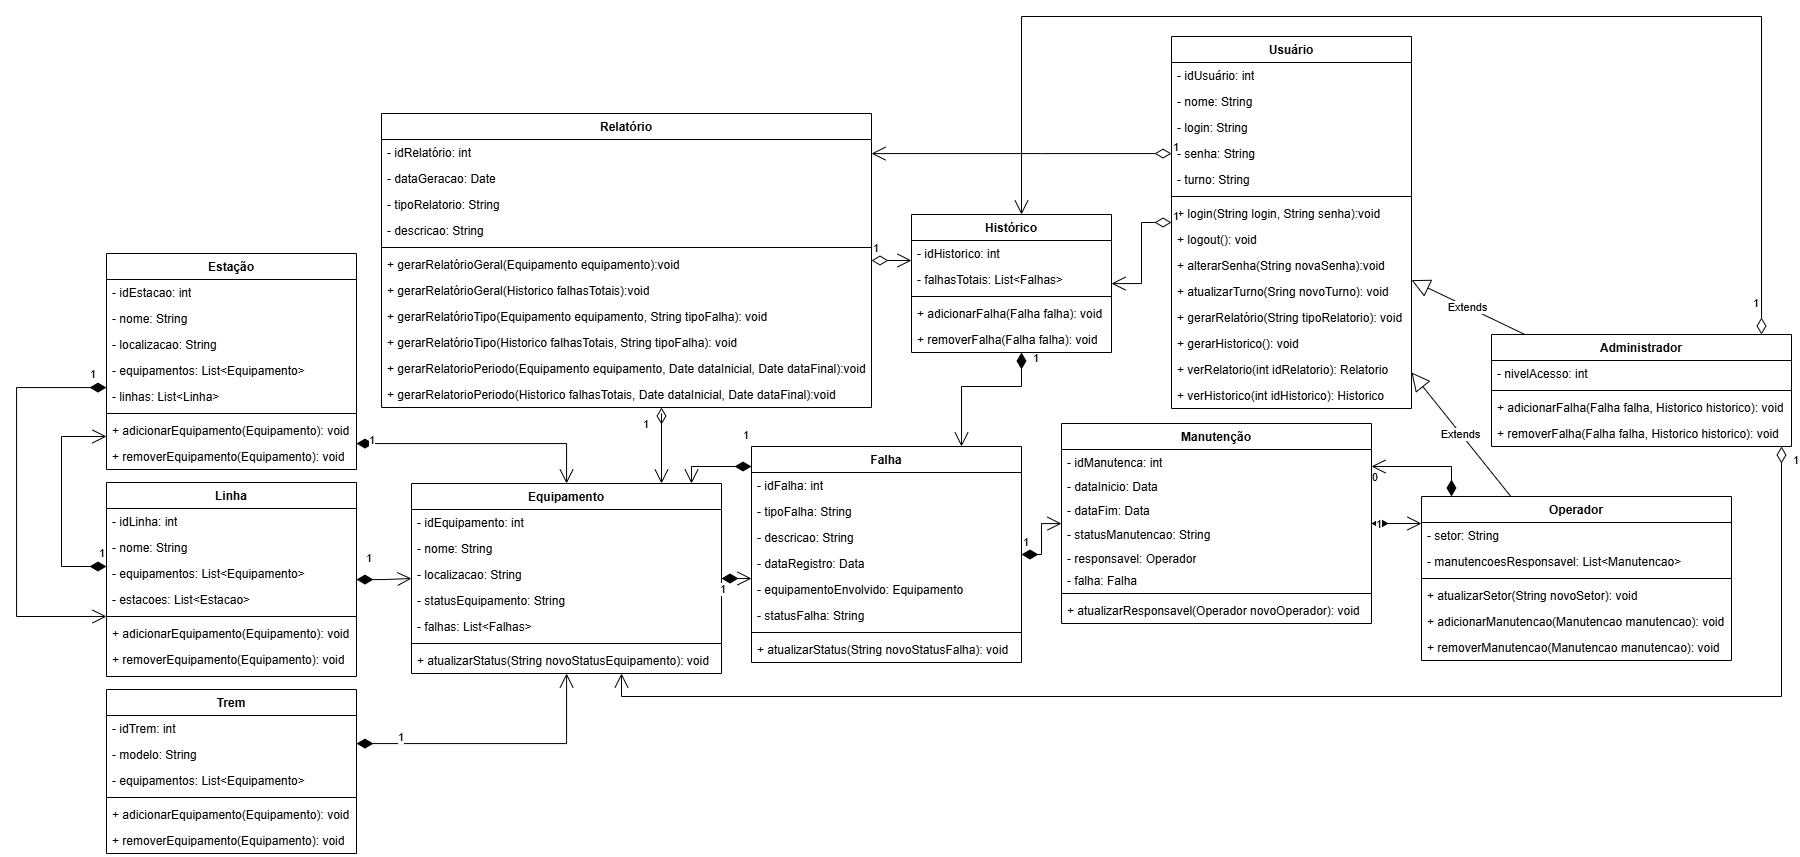 Usuário
- idUsuário: int
- nome: String
- login: String
- senha: String
- turno: String
+ login(String login, String senha):void
+ logout(): void
+ alterarSenha(String novaSenha):void
+ atualizarTurno(Sring novoTurno): void
+ gerarRelatório(String tipoRelatorio): void
+ gerarHistorico(): void
+ verRelatorio(int idRelatorio): Relatorio
+ verHistorico(int idHistorico): Historico
1
1
Relatório
- idRelatório: int
- dataGeracao: Date
- tipoRelatorio: String
- descricao: String
+ gerarRelatórioGeral(Equipamento equipamento):void
+ gerarRelatórioGeral(Historico falhasTotais):void
+ gerarRelatórioTipo(Equipamento equipamento, String tipoFalha): void
+ gerarRelatórioTipo(Historico falhasTotais, String tipoFalha): void
+ gerarRelatorioPeriodo(Equipamento equipamento, Date dataInicial, Date dataFinal):void
+ gerarRelatorioPeriodo(Historico falhasTotais, Date dataInicial, Date dataFinal):void
1
1
Histórico
- idHistorico: int
- falhasTotais: List<Falhas>
+ adicionarFalha(Falha falha): void
+ removerFalha(Falha falha): void
1
Estação
- idEstacao: int
- nome: String
- localizacao: String
- equipamentos: List<Equipamento>
- linhas: List<Linha>
+ adicionarEquipamento(Equipamento): void
+ removerEquipamento(Equipamento): void
1
1
Extends
Extends
1
Administrador
- nivelAcesso: int
+ adicionarFalha(Falha falha, Historico historico): void
+ removerFalha(Falha falha, Historico historico): void
1
Linha
- idLinha: int
- nome: String
- equipamentos: List<Equipamento>
- estacoes: List<Estacao>
+ adicionarEquipamento(Equipamento): void
+ removerEquipamento(Equipamento): void
1
1
Equipamento
- idEquipamento: int
- nome: String
- localizacao: String
- statusEquipamento: String
- falhas: List<Falhas>
+ atualizarStatus(String novoStatusEquipamento): void
1
1
Falha
- idFalha: int
- tipoFalha: String
- descricao: String
- dataRegistro: Data
- equipamentoEnvolvido: Equipamento
- statusFalha: String
+ atualizarStatus(String novoStatusFalha): void
1
Manutenção
- idManutenca: int
- dataInicio: Data
- dataFim: Data
- statusManutencao: String
- responsavel: Operador
- falha: Falha
+ atualizarResponsavel(Operador novoOperador): void
0
1
Operador
- setor: String
- manutencoesResponsavel: List<Manutencao>
+ atualizarSetor(String novoSetor): void
+ adicionarManutencao(Manutencao manutencao): void
+ removerManutencao(Manutencao manutencao): void
Trem
- idTrem: int
- modelo: String
- equipamentos: List<Equipamento>
+ adicionarEquipamento(Equipamento): void
+ removerEquipamento(Equipamento): void
1